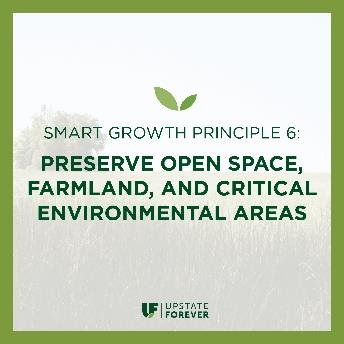 SMART GROWTH PRINCIPLE 6:
PRESERVE OPEN SPACE,
FARMLAND, AND CRITICAL
ENVIRONMENTAL AREAS
UF UPSTATE
FOREVER